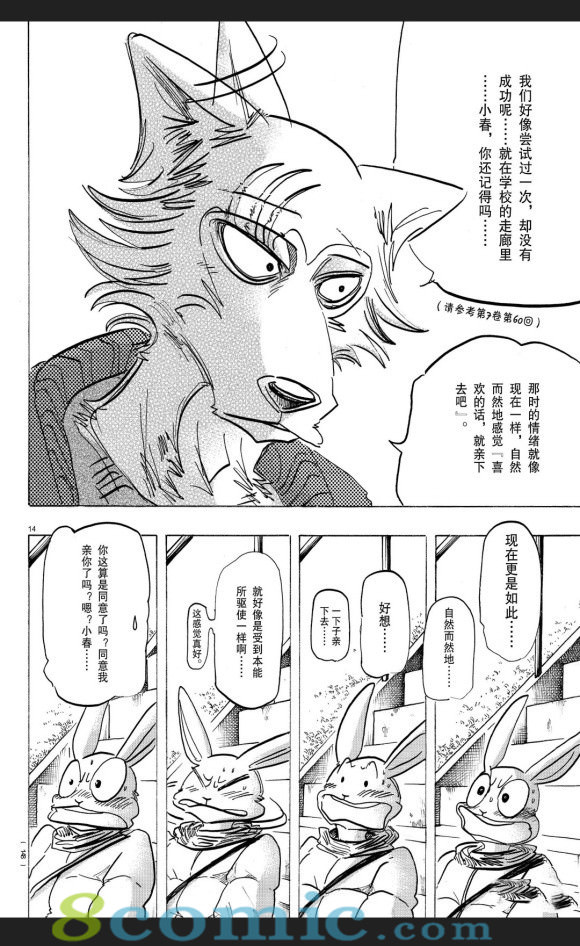 我们好像尝试过一次，却没有
成功呢……就在学校的走廊里
……小春，你还记得吗……
(请参考第7卷第60回)
那时的情绪就像
现在一样，自然
而然地感觉『喜
欢的话，就亲下
去吧』。
14
现在更是如此……
自然而然地……
好想…
一下子亲
下去……
就好像是受到本能
所驱使一样啊……
这感觉真好。
你这算是同意了吗？同意我
亲你了吗？嗯？小春……
8comic.com